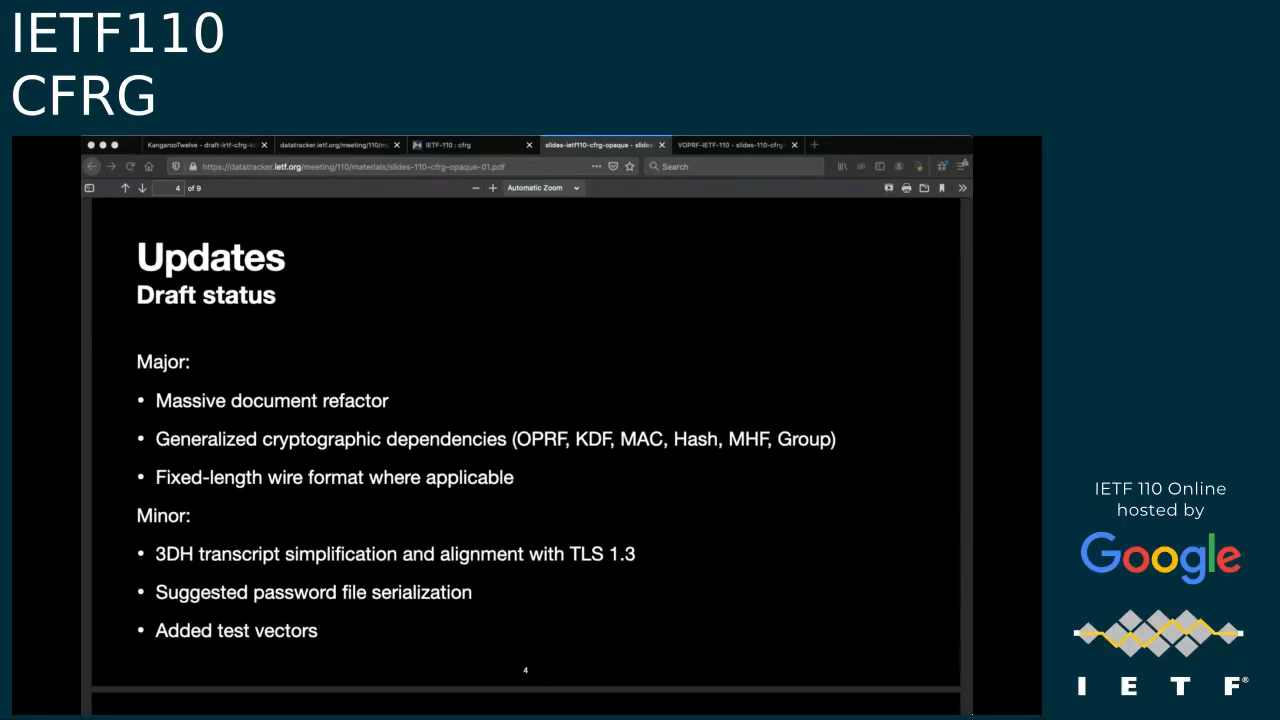 IETF110
CFRG
KangarooTwelve - draft-irtf-cfrg-k
datatracker.ietf.org/meeting/110/m
IETF-110 : cfrg
slides-ietf110-cfrg-opaque - slides
VOPRF-IETF-110 - slides-110-cfrg-
https://datatracker.ietf.org/meeting/110/materials/slides-110-cfrg-opaque-01.pdf
Search
4 of 9
Automatic Zoom
Updates
Draft status
Major:
• Massive document refactor
• Generalized cryptographic dependencies (OPRF, KDF, MAC, Hash, MHF, Group)
• Fixed-length wire format where applicable
Minor:
• 3DH transcript simplification and alignment with TLS 1.3
• Suggested password file serialization
• Added test vectors
4
IETF 110 Online
hosted by
Google
I E T F®